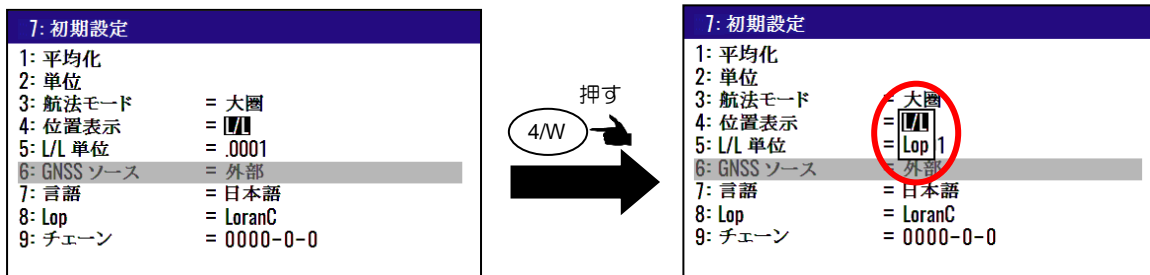 7: 初期設定
1: 平均化
2: 単位
3: 航法モード = 大圏
4: 位置表示 = L/L
5: L/L 単位 = .0001
6: GNSS ソース = 外部
7: 言語 = 日本語
8: Lop = LoranC
9: チェーン = 0000-0-0
押す
4/W
7: 初期設定
1: 平均化
2: 単位
3: 航法モード = 大圏
4: 位置表示 = L/L
5: L/L 単位 = Lop 1
6: GNSS ソース = 外部
7: 言語 = 日本語
8: Lop = LoranC
9: チェーン = 0000-0-0